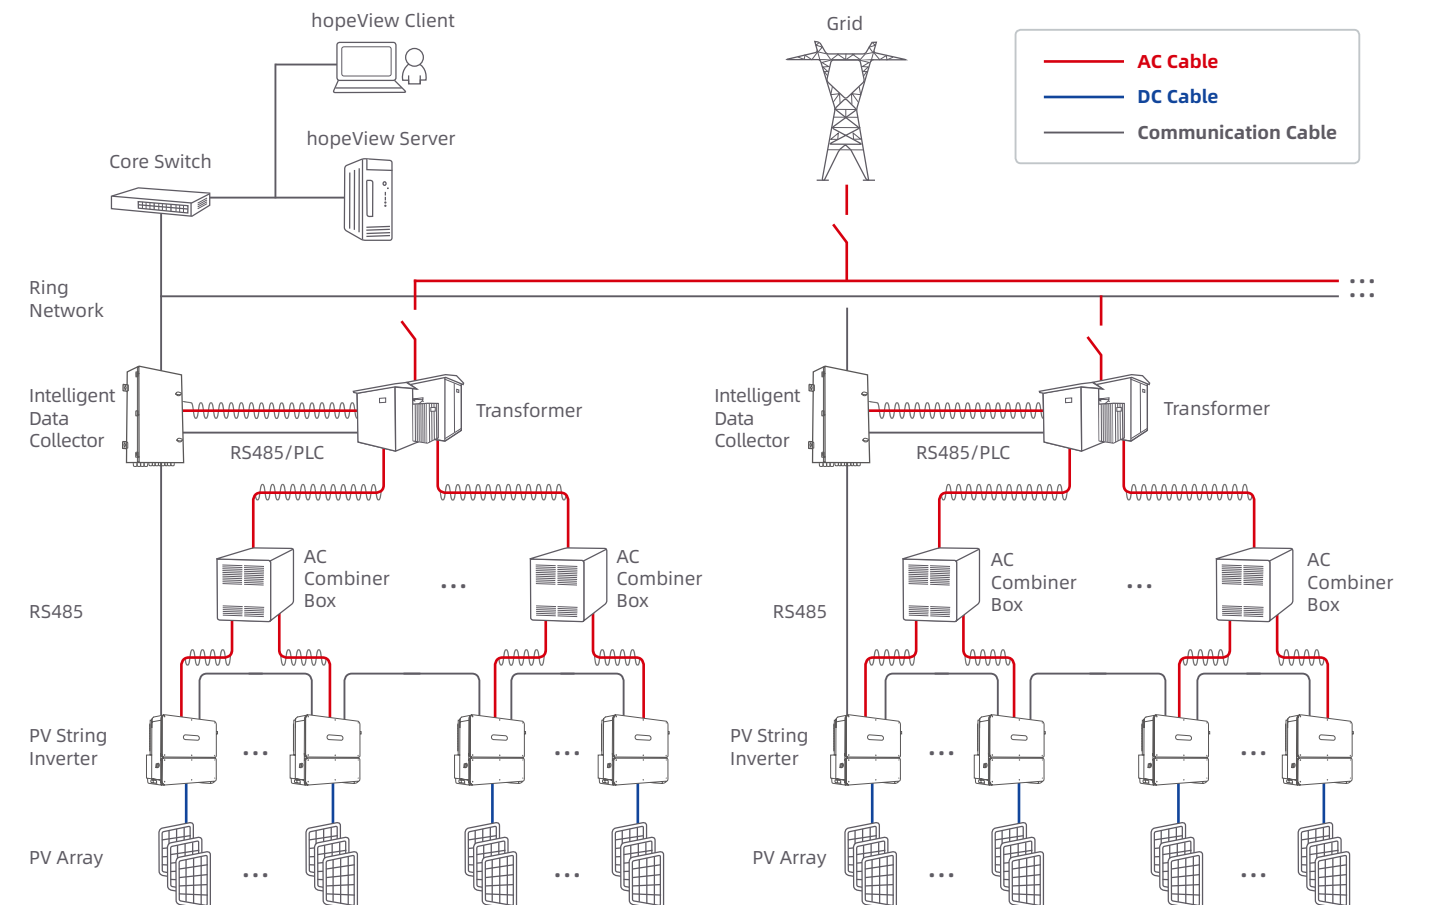 hopeView Client
Grid
AC Cable
DC Cable
Communication Cable
hopeView Server
Core Switch
Ring
Network
Intelligent
Data
Collector
RS485/PLC
Transformer
Intelligent
Data
Collector
RS485/PLC
Transformer
AC
Combiner
Box
AC
Combiner
Box
AC
Combiner
Box
AC
Combiner
Box
RS485
RS485
PV String
Inverter
PV String
Inverter
PV Array
PV Array